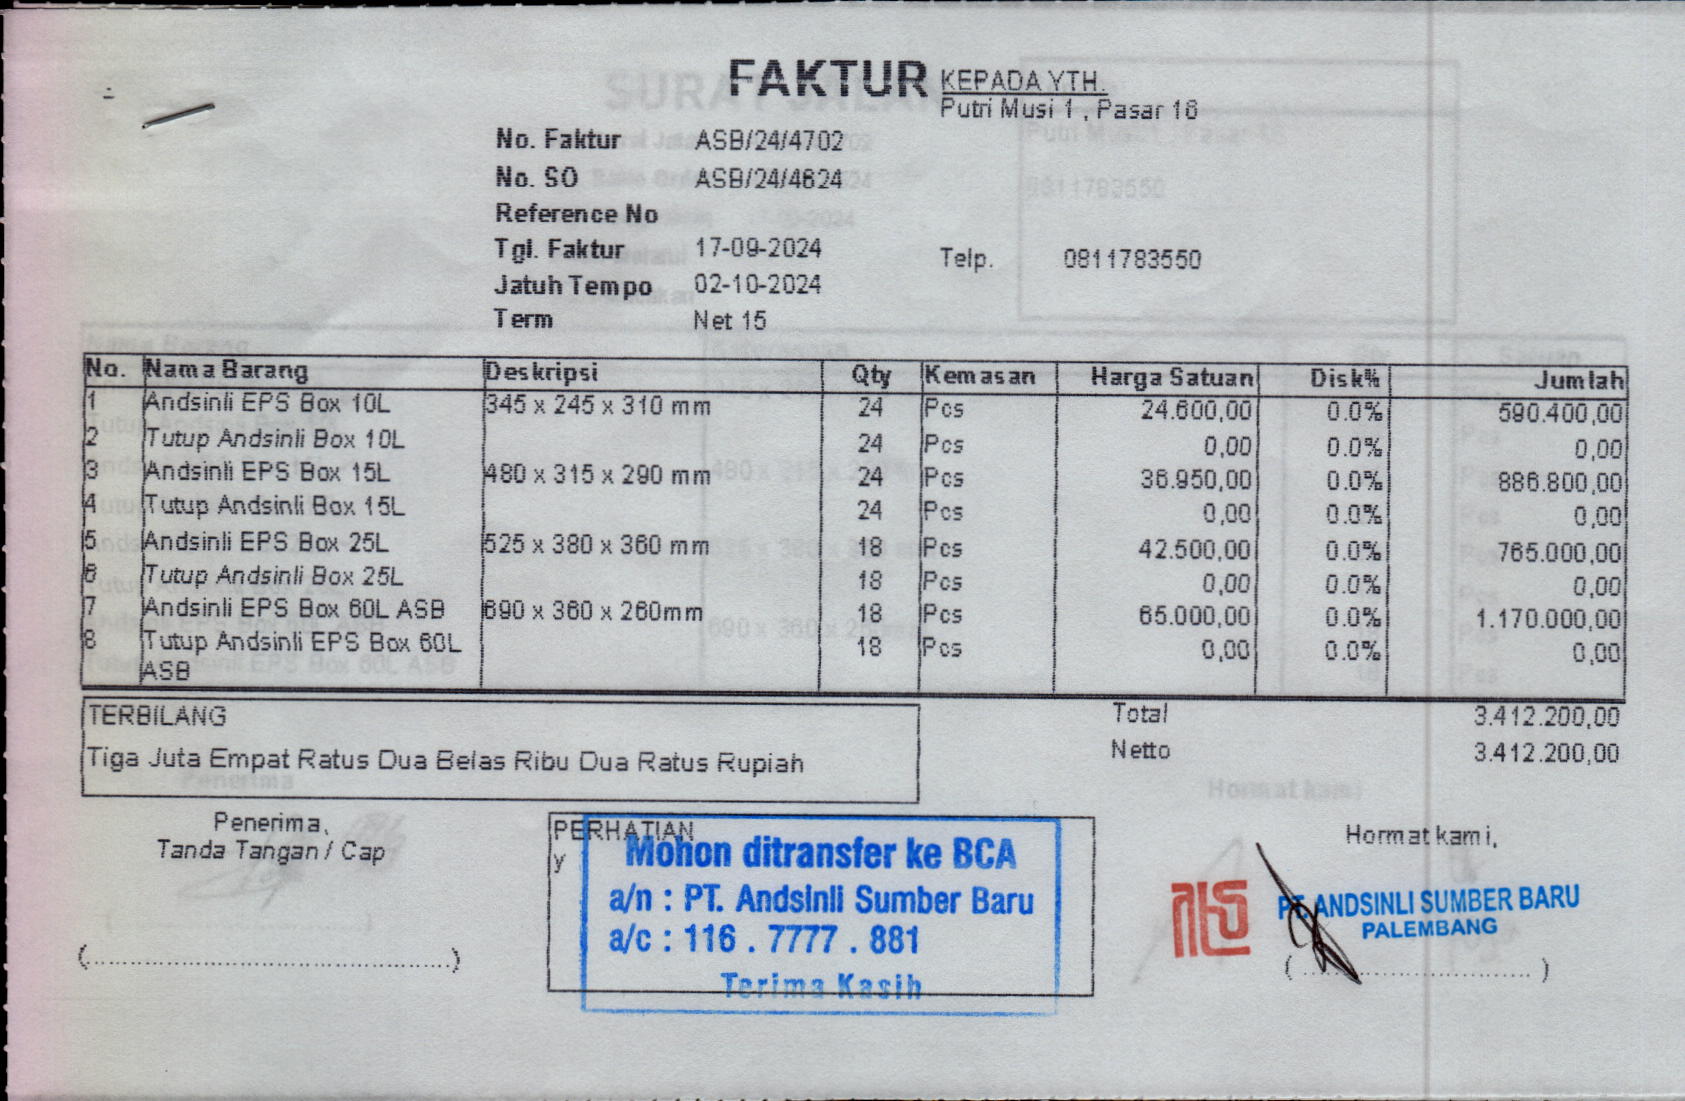 FAKTUR
KEPADA YTH.
Putri Musi 1 , Pasar 16
No. Faktur ASB/24/4702
No. SO ASB/24/4624
Reference No
Tgl. Faktur 17-09-2024
Telp. 0811783550
Jatuh Tempo 02-10-2024
Term Net 15
No. Nama Barang Deskripsi Qty Kemasan Harga Satuan Disk% Jumlah
1 Andsinli EPS Box 10L 345 x 245 x 310 mm 24 Pcs 24.600,00 0.0% 590.400,00
2 Tutup Andsinli Box 10L 24 Pcs 0,00 0.0% 0,00
3 Andsinli EPS Box 15L 480 x 315 x 290 mm 24 Pcs 36.950,00 0.0% 886.800,00
4 Tutup Andsinli Box 15L 24 Pcs 0,00 0.0% 0,00
5 Andsinli EPS Box 25L 525 x 380 x 360 mm 18 Pcs 42.500,00 0.0% 765.000,00
6 Tutup Andsinli Box 25L 18 Pcs 0,00 0.0% 0,00
7 Andsinli EPS Box 60L ASB 690 x 360 x 260mm 18 Pcs 65.000,00 0.0% 1.170.000,00
8 Tutup Andsinli EPS Box 60L 18 Pcs 0,00 0.0% 0,00
ASB
TERBILANG
Tiga Juta Empat Ratus Dua Belas Ribu Dua Ratus Rupiah
Total 3.412.200,00
Netto 3.412.200,00
Penerima,
Tanda Tangan / Cap
(..............................................)
PERHATIAN
y
Mohon ditransfer ke BCA
a/n : PT. Andsinli Sumber Baru
a/c : 116 . 7777 . 881
Terima Kasih
Hormat kami,
PT. ANDSINLI SUMBER BARU
PALEMBANG
( ............................. )